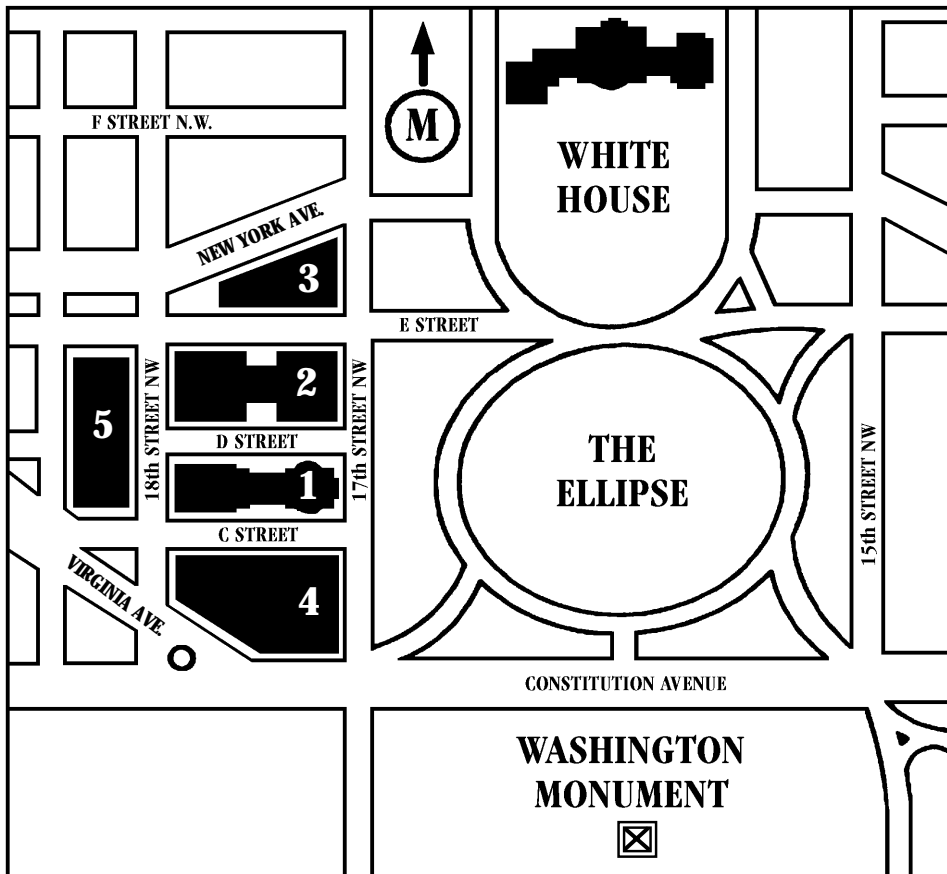 M
WHITE
HOUSE
F STREET N.W.
NEW YORK AVE.
3
E STREET
2
5
18th STREET NW
17th STREET NW
D STREET
THE
ELLIPSE
15th STREET NW
1
C STREET
4
VIRGINIA AVE.
CONSTITUTION AVENUE
WASHINGTON
MONUMENT